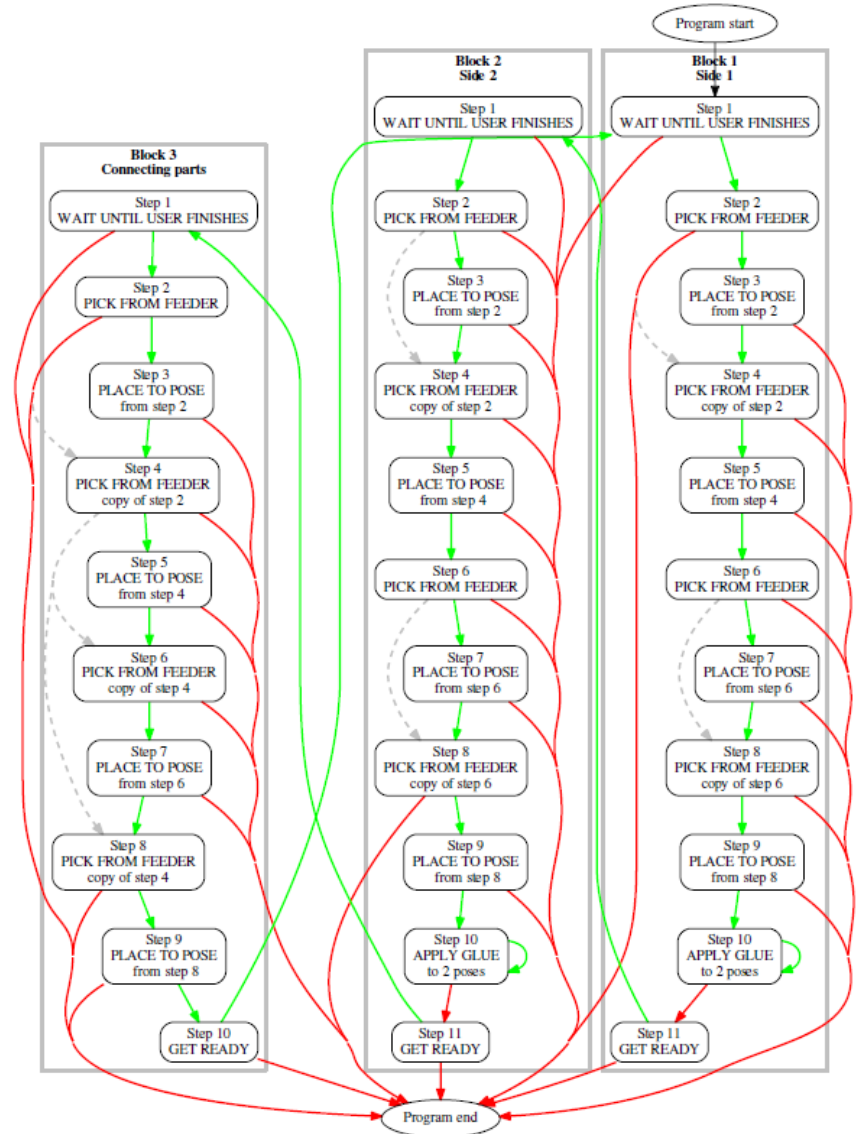 Program start
Block 1
Side 1
Step 1
WAIT UNTIL USER FINISHES
Step 2
PICK FROM FEEDER
Step 3
PLACE TO POSE
from step 2
Step 4
PICK FROM FEEDER
copy of step 2
Step 5
PLACE TO POSE
from step 4
Step 6
PICK FROM FEEDER
Step 7
PLACE TO POSE
from step 6
Step 8
PICK FROM FEEDER
copy of step 6
Step 9
PLACE TO POSE
from step 8
Step 10
APPLY GLUE
to 2 poses
Step 11
GET READY
Block 2
Side 2
Step 1
WAIT UNTIL USER FINISHES
Step 2
PICK FROM FEEDER
Step 3
PLACE TO POSE
from step 2
Step 4
PICK FROM FEEDER
copy of step 2
Step 5
PLACE TO POSE
from step 4
Step 6
PICK FROM FEEDER
Step 7
PLACE TO POSE
from step 6
Step 8
PICK FROM FEEDER
copy of step 6
Step 9
PLACE TO POSE
from step 8
Step 10
APPLY GLUE
to 2 poses
Step 11
GET READY
Block 3
Connecting parts
Step 1
WAIT UNTIL USER FINISHES
Step 2
PICK FROM FEEDER
Step 3
PLACE TO POSE
from step 2
Step 4
PICK FROM FEEDER
copy of step 2
Step 5
PLACE TO POSE
from step 4
Step 6
PICK FROM FEEDER
copy of step 4
Step 7
PLACE TO POSE
from step 6
Step 8
PICK FROM FEEDER
copy of step 4
Step 9
PLACE TO POSE
from step 8
Step 10
GET READY
Program end